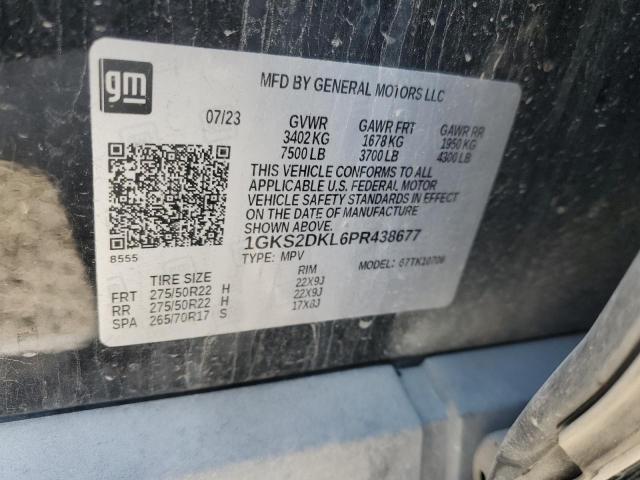 gm
MFD BY GENERAL MOTORS LLC
07/23 GVWR GAWR FRT GAWR RR
3402 KG 1678 KG 1950 KG
7500 LB 3700 LB 4300 LB
THIS VEHICLE CONFORMS TO ALL
APPLICABLE U.S. FEDERAL MOTOR
VEHICLE SAFETY STANDARDS IN EFFECT ON
THE DATE OF MANUFACTURE SHOWN ABOVE.
1GKS2DKL6PR438677
8555
TYPE: MPV MODEL: 67TK10706
TIRE SIZE RIM
FRT 275/50R22 H 22X9J
RR 275/50R22 H 22X9J
SPA 265/70R17 S 17X8J